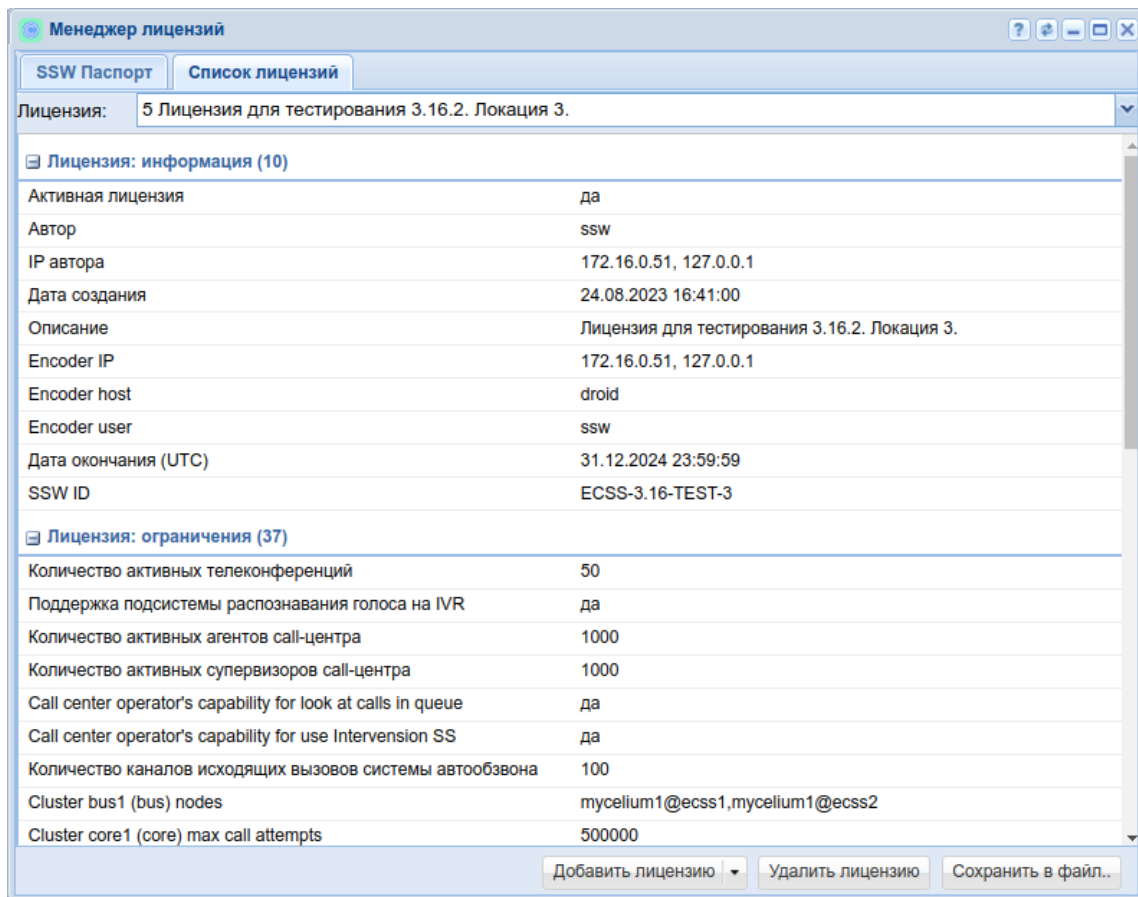 Менеджер лицензий
SSW Паспорт Список лицензий
Лицензия: 5 Лицензия для тестирования 3.16.2. Локация 3.
Лицензия: информация (10)
Активная лицензия да
Автор ssw
IP автора 172.16.0.51, 127.0.0.1
Дата создания 24.08.2023 16:41:00
Описание Лицензия для тестирования 3.16.2. Локация 3.
Encoder IP 172.16.0.51, 127.0.0.1
Encoder host droid
Encoder user ssw
Дата окончания (UTC) 31.12.2024 23:59:59
SSW ID ECSS-3.16-TEST-3
Лицензия: ограничения (37)
Количество активных телеконференций 50
Поддержка подсистемы распознавания голоса на IVR да
Количество активных агентов call-центра 1000
Количество активных супервизоров call-центра 1000
Call center operator's capability for look at calls in queue да
Call center operator's capability for use Intervension SS да
Количество каналов исходящих вызовов системы автообзвона 100
Cluster bus1 (bus) nodes mycelium1@ecss1,mycelium1@ecss2
Cluster core1 (core) max call attempts 500000
Добавить лицензию Удалить лицензию Сохранить в файл..